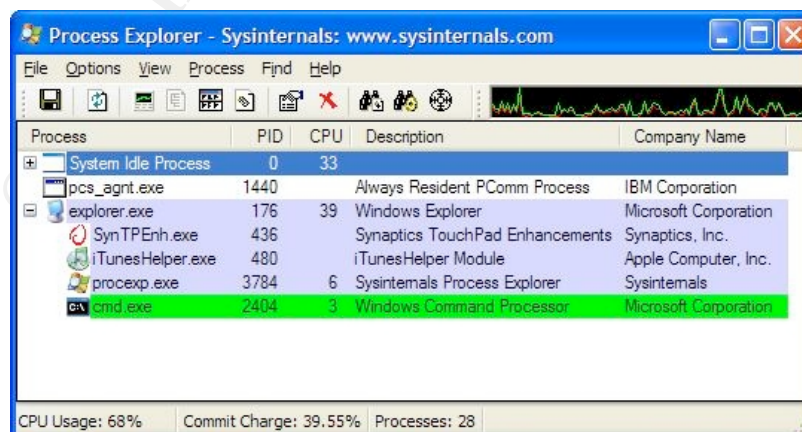 Process Explorer - Sysinternals: www.sysinternals.com
File Options View Process Find Help
Process PID CPU Description Company Name
System Idle Process 0 33
pcs_agnt.exe 1440 Always Resident PComm Process IBM Corporation
explorer.exe 176 39 Windows Explorer Microsoft Corporation
SynTPEnh.exe 436 Synaptics TouchPad Enhancements Synaptics, Inc.
iTunesHelper.exe 480 iTunesHelper Module Apple Computer, Inc.
procexp.exe 3784 6 Sysinternals Process Explorer Sysinternals
cmd.exe 2404 3 Windows Command Processor Microsoft Corporation
CPU Usage: 68% Commit Charge: 39.55% Processes: 28